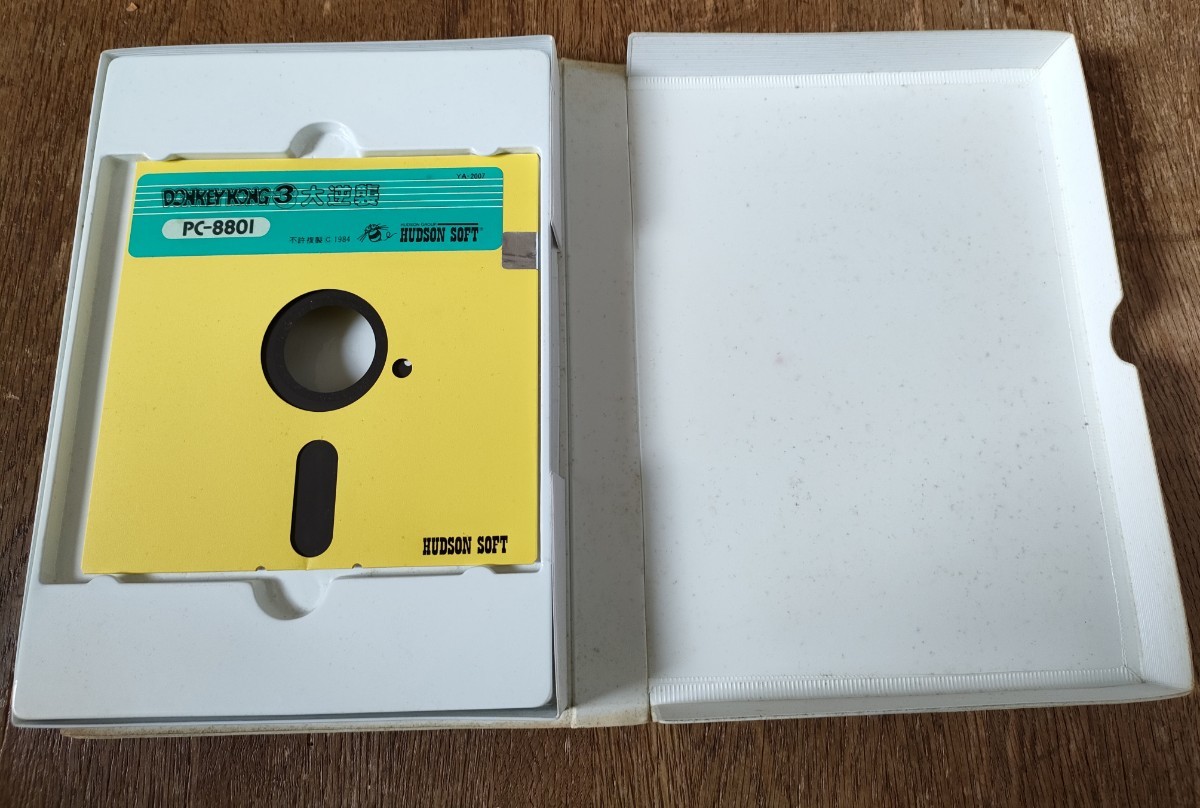 YA-2007
DONKEY KONG 3 大逆襲
PC-8801
不許複製 C 1984
HUDSON GROUP
HUDSON SOFT®
HUDSON SOFT